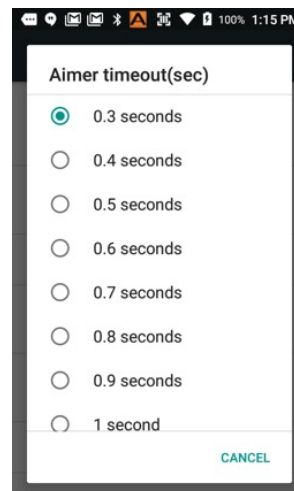 100% 1:15 PM
Aimer timeout(sec)
0.3 seconds
0.4 seconds
0.5 seconds
0.6 seconds
0.7 seconds
0.8 seconds
0.9 seconds
1 second
CANCEL